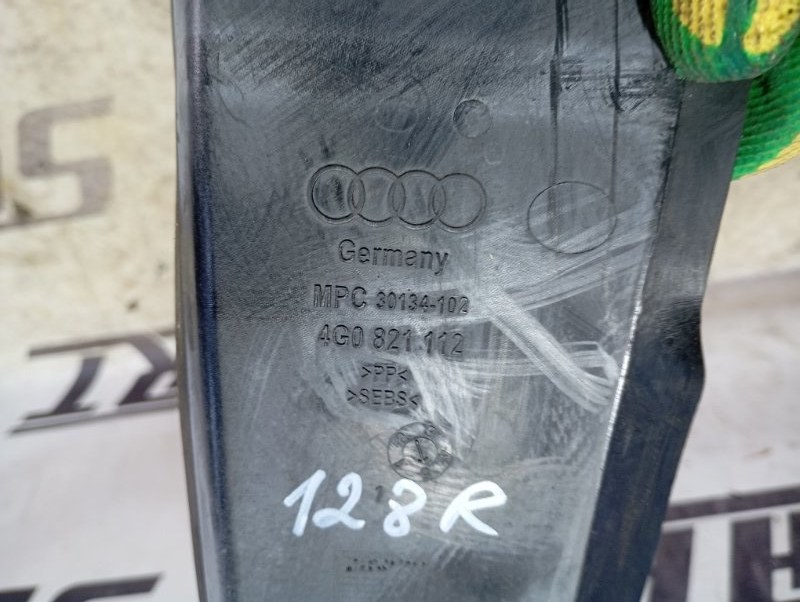 Germany
MPC 30134-102
4G0 821 112
>PP<
>SEBS<
128R